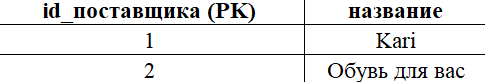 id_поставщика (PK) название
1 Kari
2 Обувь для вас